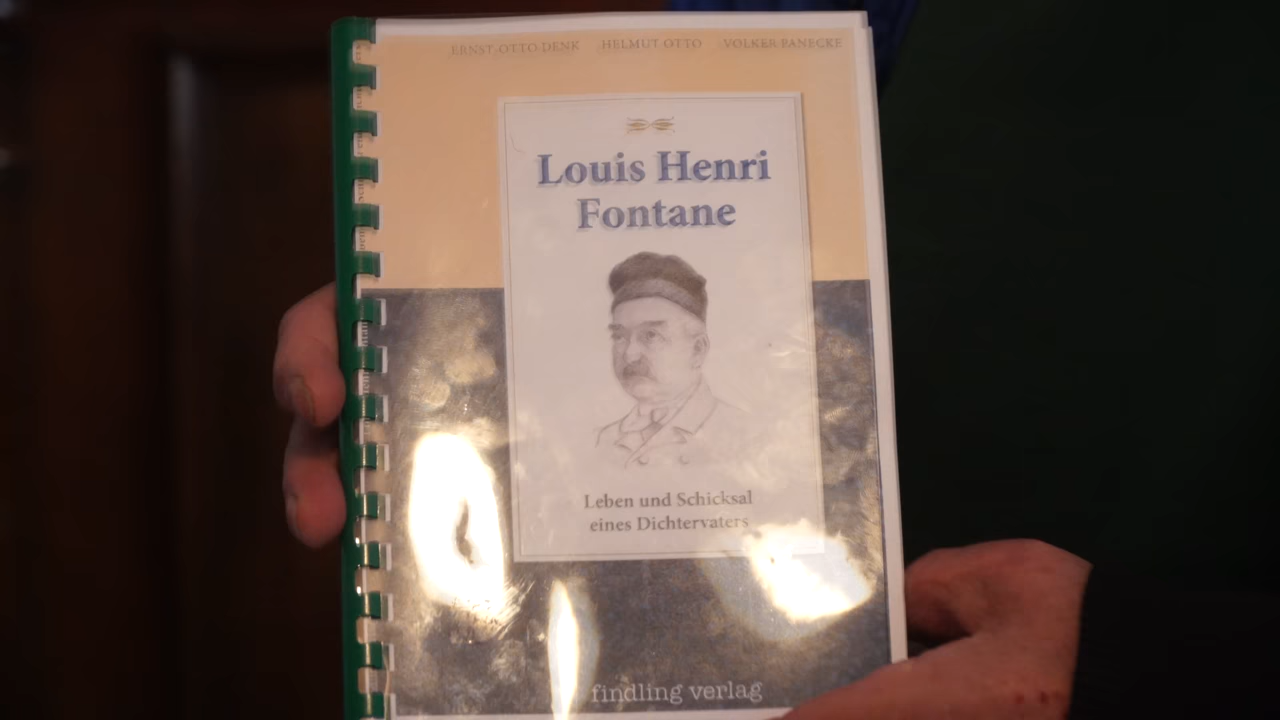 ERNST OTTO DENK HELMUT OTTO VOLKER PANECKE
Louis Henri
Fontane
Leben und Schicksal
eines Dichtervaters
findling verlag